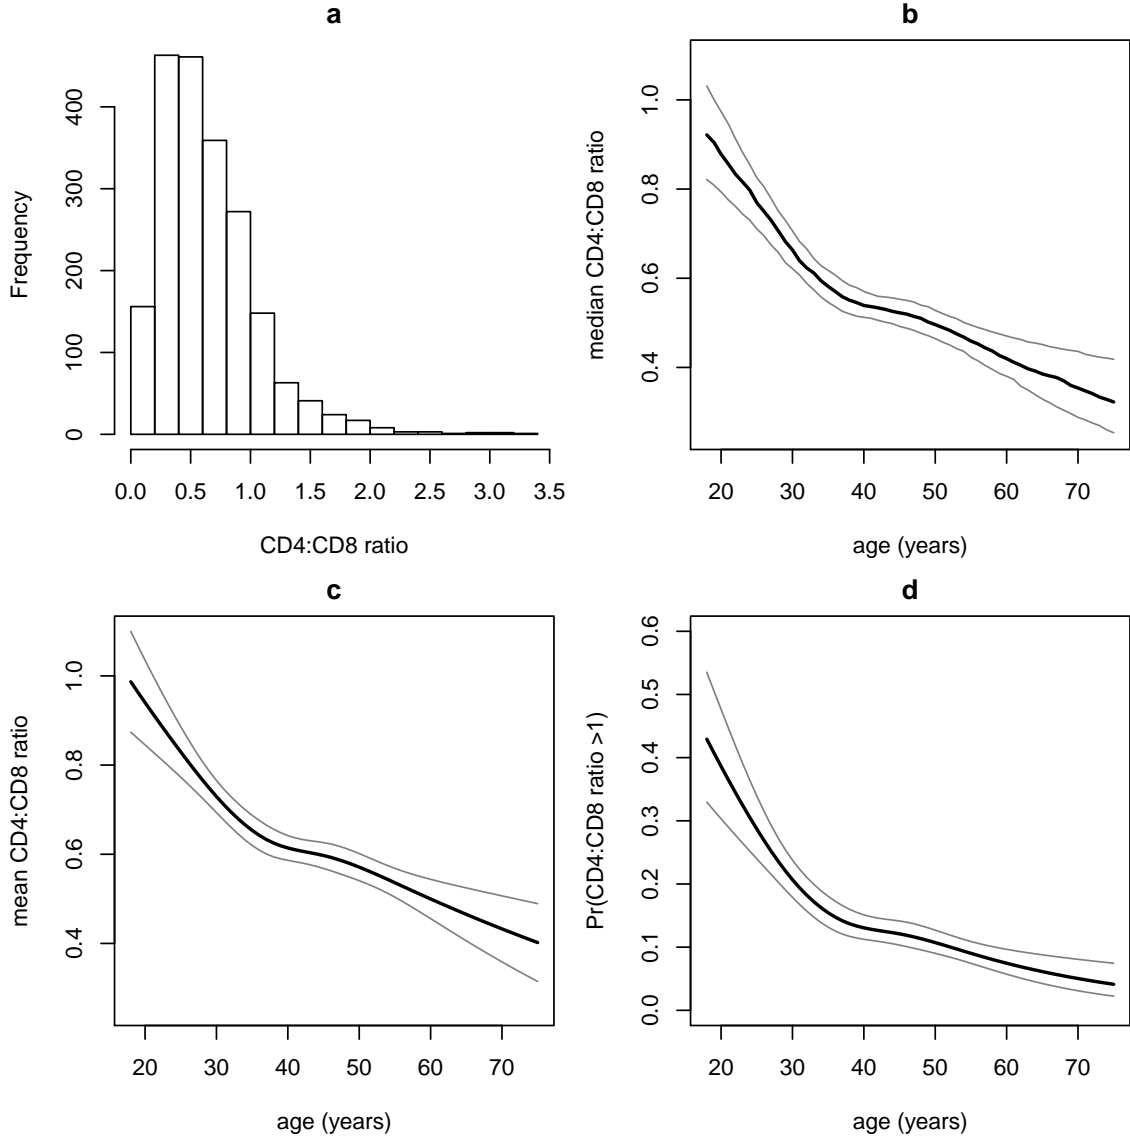 a
Frequency
0 100 200 300 400
0.0 0.5 1.0 1.5 2.0 2.5 3.0 3.5
CD4:CD8 ratio
b
median CD4:CD8 ratio
0.4 0.6 0.8 1.0
20 30 40 50 60 70
age (years)
c
mean CD4:CD8 ratio
0.4 0.6 0.8 1.0
20 30 40 50 60 70
age (years)
d
Pr(CD4:CD8 ratio >1)
0.0 0.1 0.2 0.3 0.4 0.5 0.6
20 30 40 50 60 70
age (years)